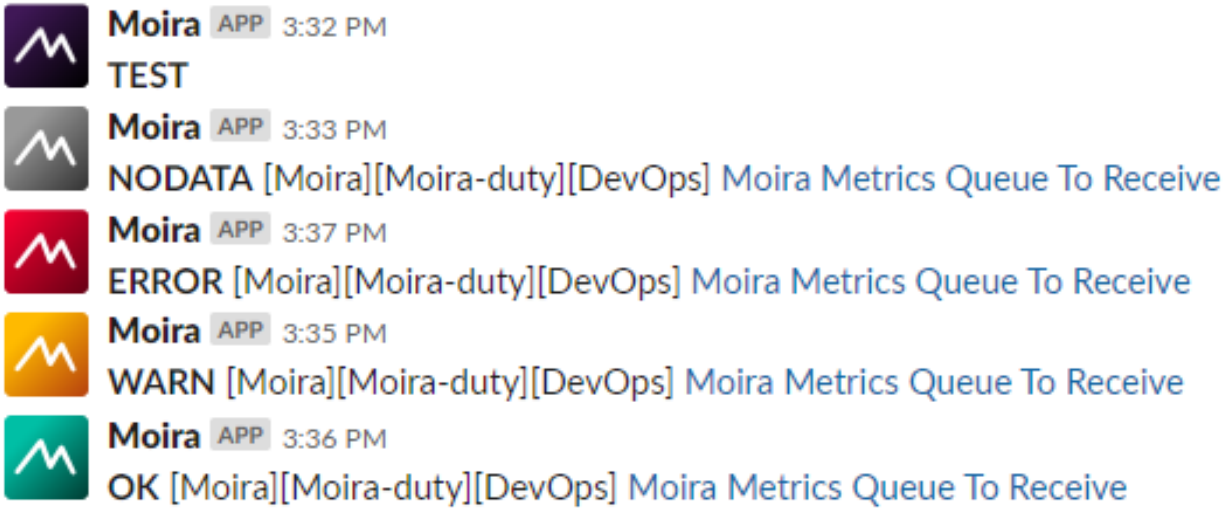 Moira APP 3:32 PM
TEST
Moira APP 3:33 PM
NODATA [Moira][Moira-duty][DevOps] Moira Metrics Queue To Receive
Moira APP 3:37 PM
ERROR [Moira][Moira-duty][DevOps] Moira Metrics Queue To Receive
Moira APP 3:35 PM
WARN [Moira][Moira-duty][DevOps] Moira Metrics Queue To Receive
Moira APP 3:36 PM
OK [Moira][Moira-duty][DevOps] Moira Metrics Queue To Receive